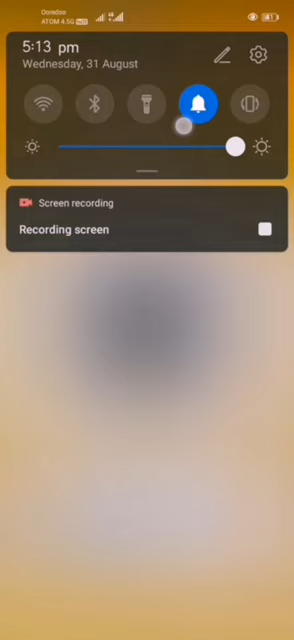 Ooredoo
ATOM 4.5G
5:13 pm
Wednesday, 31 August
Screen recording
Recording screen